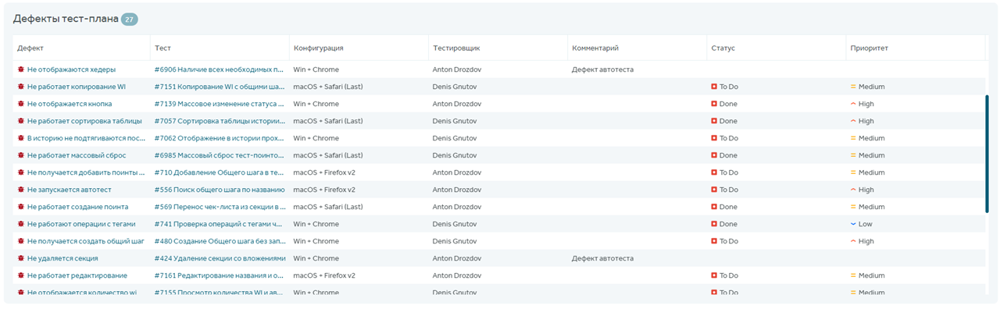 Дефекты тест-плана 27
Дефект Тест Конфигурация Тестировщик Комментарий Статус Приоритет
Не отображаются хедеры #6906 Наличие всех необходимых п... Win + Chrome Anton Drozdov Дефект автотеста
Не работает копирование WI #7151 Копирование WI с общими ша... macOS + Safari (Last) Denis Gnutov To Do Medium
Не отображается кнопка #7139 Массовое изменение статуса ... Win + Chrome Anton Drozdov Done High
Не работает сортировка таблицы #7057 Сортировка таблицы истории... macOS + Safari (Last) Denis Gnutov Done High
В историю не подтягиваются пос... #7062 Отображение в истории прох... Win + Chrome Denis Gnutov To Do Medium
Не работает массовый сброс #6985 Массовый сброс тест-поинто... macOS + Safari (Last) Denis Gnutov Done Medium
Не получается добавить поинты ... #710 Добавление Общего шага в те... macOS + Firefox v2 Anton Drozdov To Do Medium
Не запускается автотест #556 Поиск общего шага по названию macOS + Firefox v2 Anton Drozdov To Do High
Не работает создание поинта #569 Перенос чек-листа из секции в ... macOS + Safari (Last) Anton Drozdov Done Medium
Не работают операции с тегами #741 Проверка операций с тегами ч... Win + Chrome Denis Gnutov Done Low
Не получается создать общий шаг #480 Создание Общего шага без зап... Win + Chrome Denis Gnutov To Do High
Не удаляется секция #424 Удаление секции со вложениями Win + Chrome Anton Drozdov Дефект автотеста
Не работает редактирование #7161 Редактирование названия и о... macOS + Firefox v2 Anton Drozdov To Do Medium
Не отображается количество wi #7155 Просмотр количества WI и ав... Win + Chrome Denis Gnutov To Do Medium